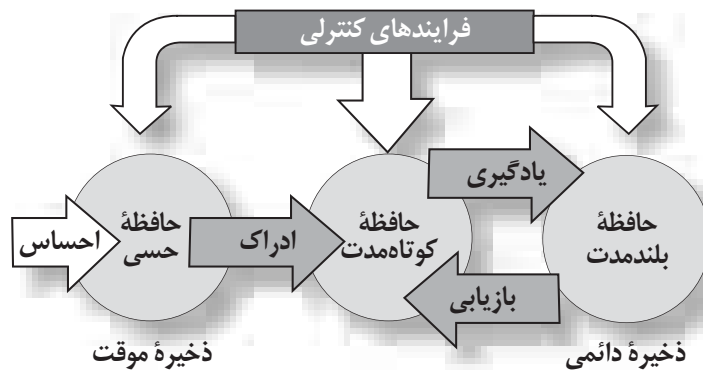 فرایندهای کنترلی
یادگیری
حافظهٔ
بلندمدت
حافظهٔ
کوتاه‌مدت
ادراک
حافظهٔ
حسی
احساس
بازیابی
ذخیرهٔ دائمی
ذخیرهٔ موقت